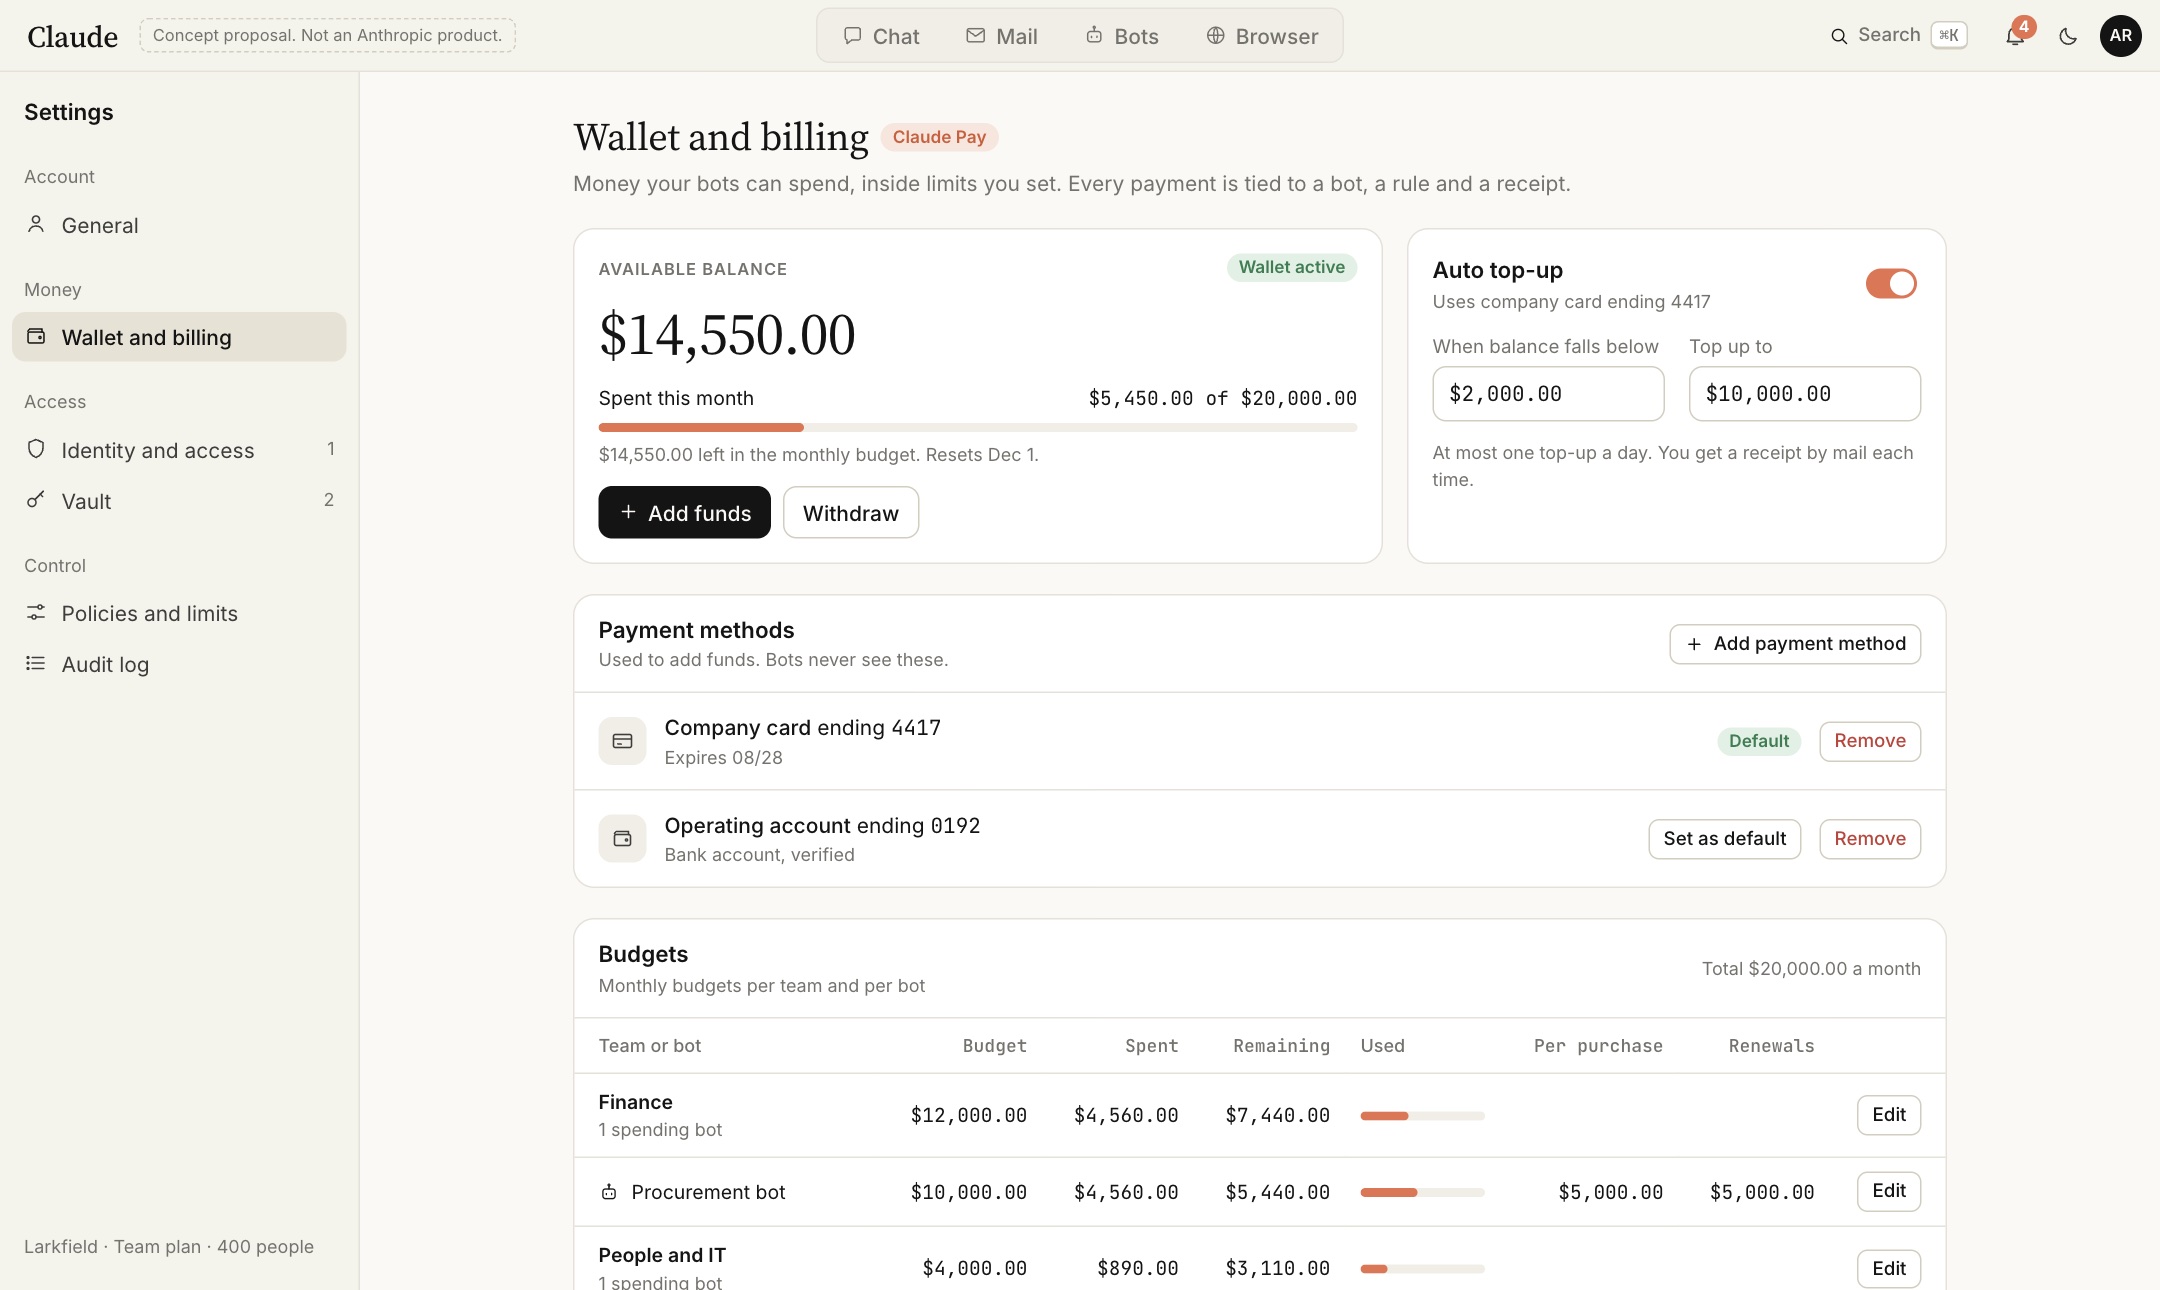 Claude
Concept proposal. Not an Anthropic product.
Chat
Mail
Bots
Browser
Search
⌘K
4
AR
Settings
Account
General
Money
Wallet and billing
Access
Identity and access 1
Vault 2
Control
Policies and limits
Audit log
Larkfield · Team plan · 400 people
Wallet and billing
Claude Pay
Money your bots can spend, inside limits you set. Every payment is tied to a bot, a rule and a receipt.
AVAILABLE BALANCE
Wallet active
$14,550.00
Spent this month $5,450.00 of $20,000.00
$14,550.00 left in the monthly budget. Resets Dec 1.
+ Add funds
Withdraw
Auto top-up
Uses company card ending 4417
When balance falls below
Top up to
$2,000.00
$10,000.00
At most one top-up a day. You get a receipt by mail each
time.
Payment methods
Used to add funds. Bots never see these.
+ Add payment method
Company card ending 4417
Expires 08/28
Default
Remove
Operating account ending 0192
Bank account, verified
Set as default
Remove
Budgets
Monthly budgets per team and per bot
Total $20,000.00 a month
Team or bot Budget Spent Remaining Used Per purchase Renewals
Finance
1 spending bot
$12,000.00 $4,560.00 $7,440.00 Edit
Procurement bot $10,000.00 $4,560.00 $5,440.00 $5,000.00 $5,000.00 Edit
People and IT
1 spending bot
$4,000.00 $890.00 $3,110.00 Edit